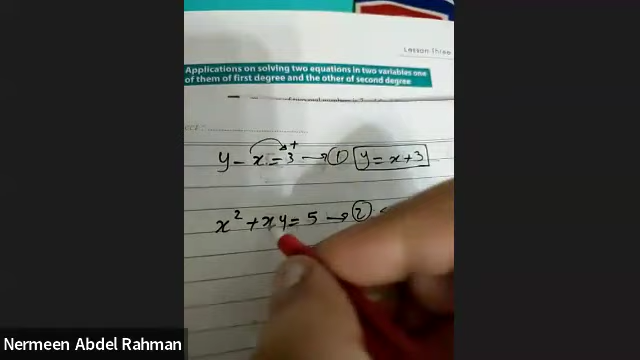 Lesson Three
Applications on solving two equations in two variables one
of them of first degree and the other of second degree
y - x = 3 → ① y = x + 3
+
x² + xy = 5 → ②
Nermeen Abdel Rahman